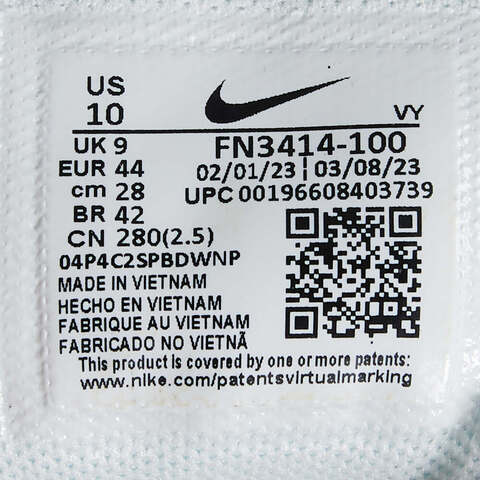 US
10
VY
UK 9
FN3414-100
EUR 44
02/01/23 | 03/08/23
cm 28
UPC 00196608403739
BR 42
CN 280(2.5)
04P4C2SPBDWNP
MADE IN VIETNAM
HECHO EN VIETNAM
FABRIQUE AU VIETNAM
FABRICADO NO VIETNÃ
This product is covered by one or more patents:
www.nike.com/patentsvirtualmarking